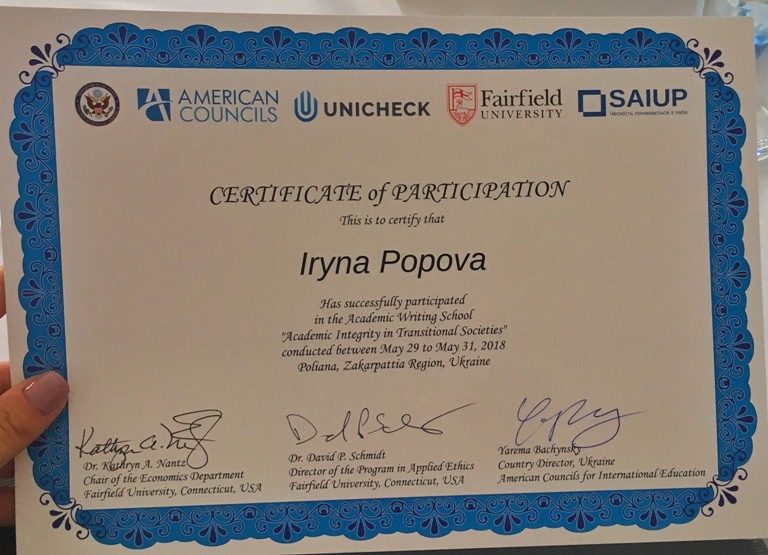 AMERICAN COUNCILS
UNICHECK
Fairfield UNIVERSITY
SAIUP
Чесність починається з тебе
CERTIFICATE of PARTICIPATION
This is to certify that
Iryna Popova
Has successfully participated
in the Academic Writing School
"Academic Integrity in Transitional Societies"
conducted between May 29 to May 31, 2018
Poliana, Zakarpattia Region, Ukraine
Dr. Kathryn A. Nantz
Chair of the Economics Department
Fairfield University, Connecticut, USA
Dr. David P. Schmidt
Director of the Program in Applied Ethics
Fairfield University, Connecticut, USA
Yarema Bachynsky
Country Director, Ukraine
American Councils for International Education